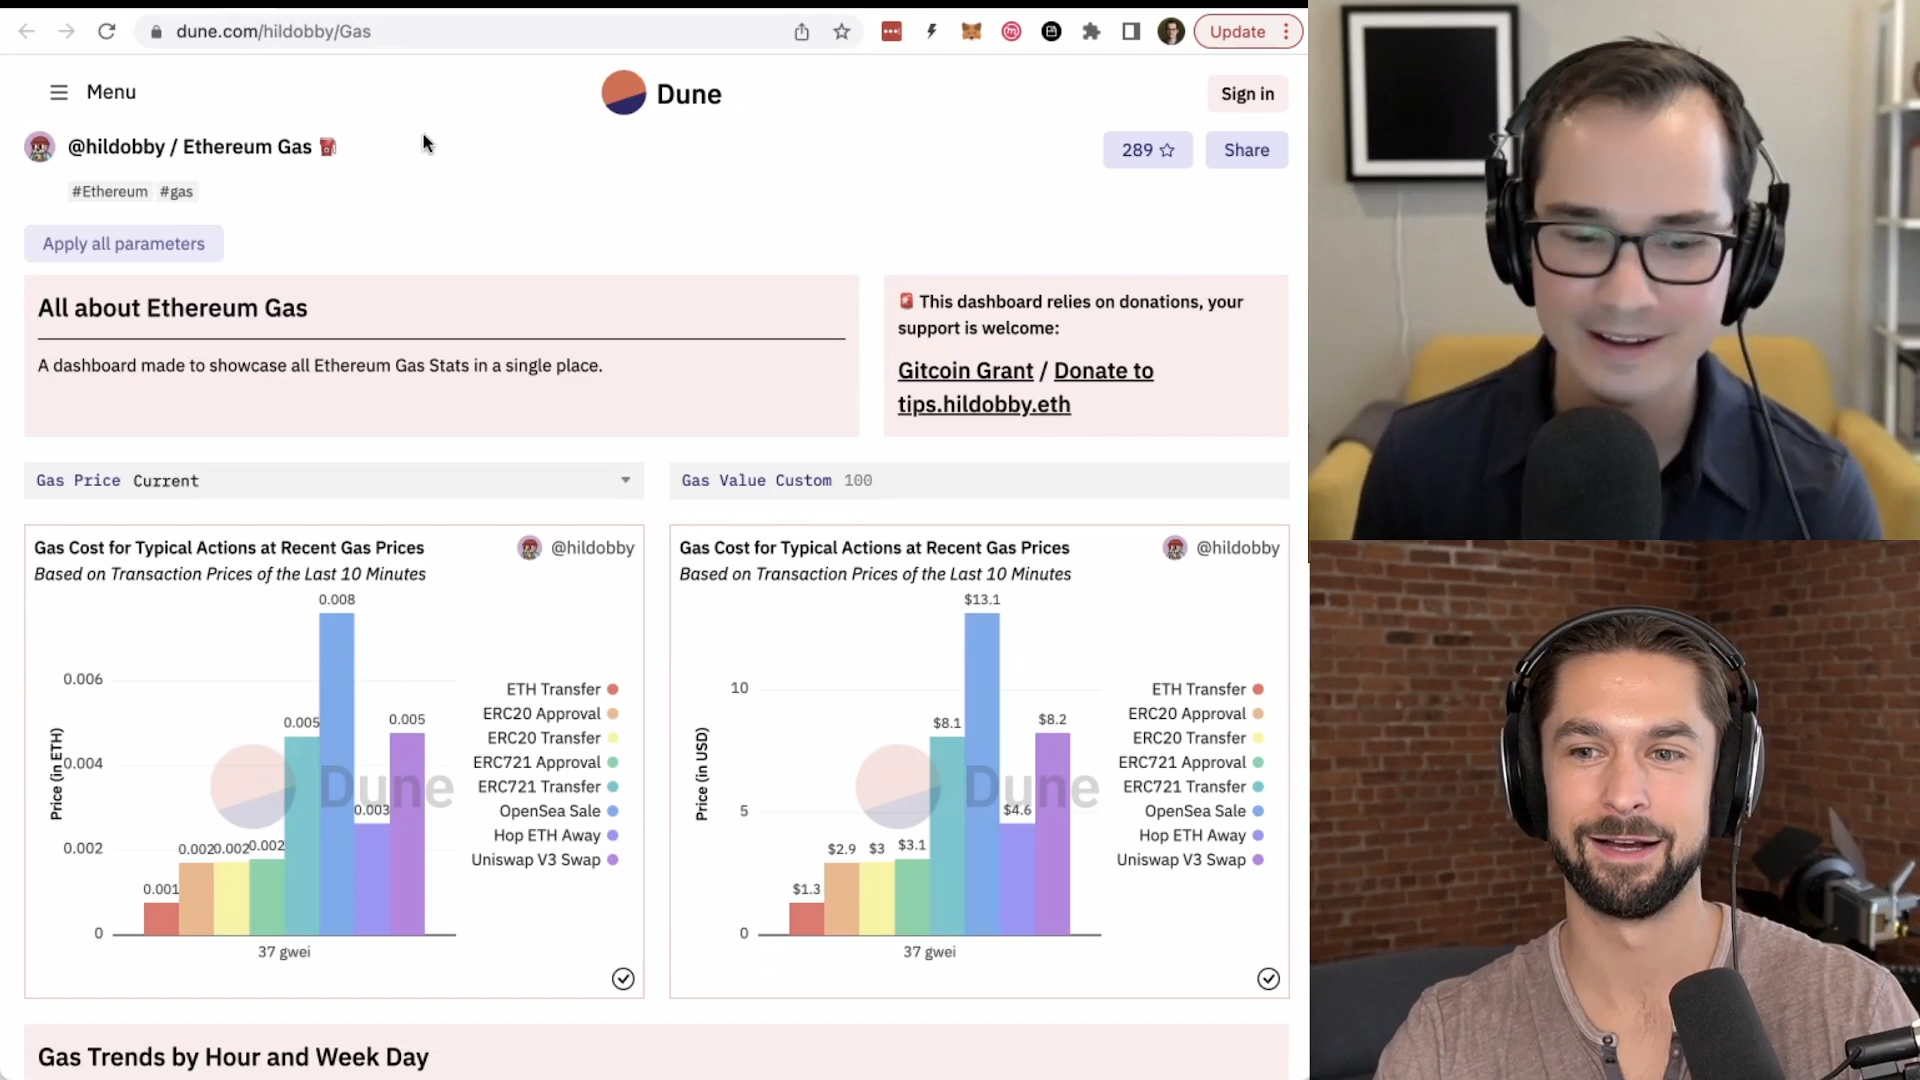 dune.com/hildobby/Gas
Update
Menu
Dune
Sign in
@hildobby / Ethereum Gas
289
Share
#Ethereum #gas
Apply all parameters
All about Ethereum Gas
A dashboard made to showcase all Ethereum Gas Stats in a single place.
This dashboard relies on donations, your
support is welcome:
Gitcoin Grant / Donate to
tips.hildobby.eth
Gas Price Current
Gas Value Custom 100
Gas Cost for Typical Actions at Recent Gas Prices
@hildobby
Based on Transaction Prices of the Last 10 Minutes
0.008
0.006
0.005
0.005
0.004
0.003
0.002
0.002
0.002
0.002
0.001
0
Price (in ETH)
37 gwei
Dune
ETH Transfer
ERC20 Approval
ERC20 Transfer
ERC721 Approval
ERC721 Transfer
OpenSea Sale
Hop ETH Away
Uniswap V3 Swap
Gas Cost for Typical Actions at Recent Gas Prices
@hildobby
Based on Transaction Prices of the Last 10 Minutes
$13.1
10
$8.1
$8.2
5
$4.6
$2.9
$3
$3.1
$1.3
0
Price (in USD)
37 gwei
Dune
ETH Transfer
ERC20 Approval
ERC20 Transfer
ERC721 Approval
ERC721 Transfer
OpenSea Sale
Hop ETH Away
Uniswap V3 Swap
Gas Trends by Hour and Week Day